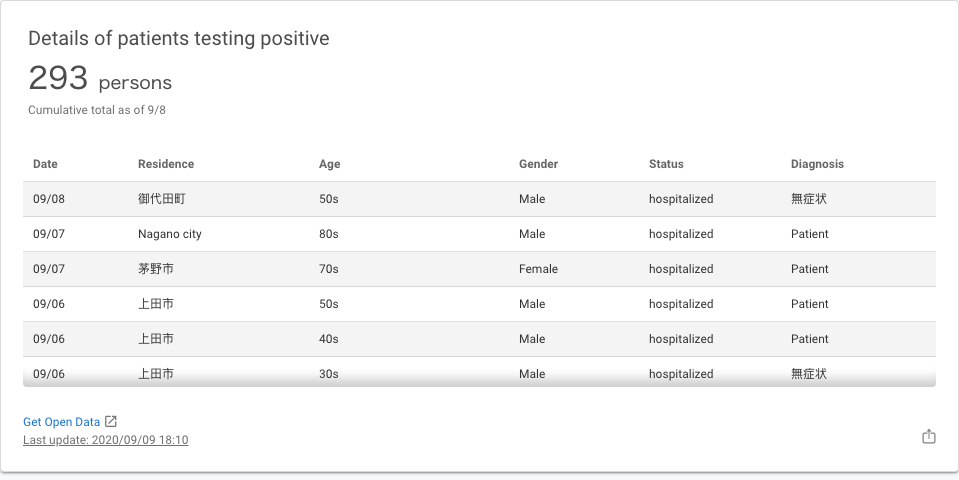 Details of patients testing positive
293 persons
Cumulative total as of 9/8
Date Residence Age Gender Status Diagnosis
09/08 御代田町 50s Male hospitalized 無症状
09/07 Nagano city 80s Male hospitalized Patient
09/07 茅野市 70s Female hospitalized Patient
09/06 上田市 50s Male hospitalized Patient
09/06 上田市 40s Male hospitalized Patient
09/06 上田市 30s Male hospitalized 無症状
Get Open Data
Last update: 2020/09/09 18:10